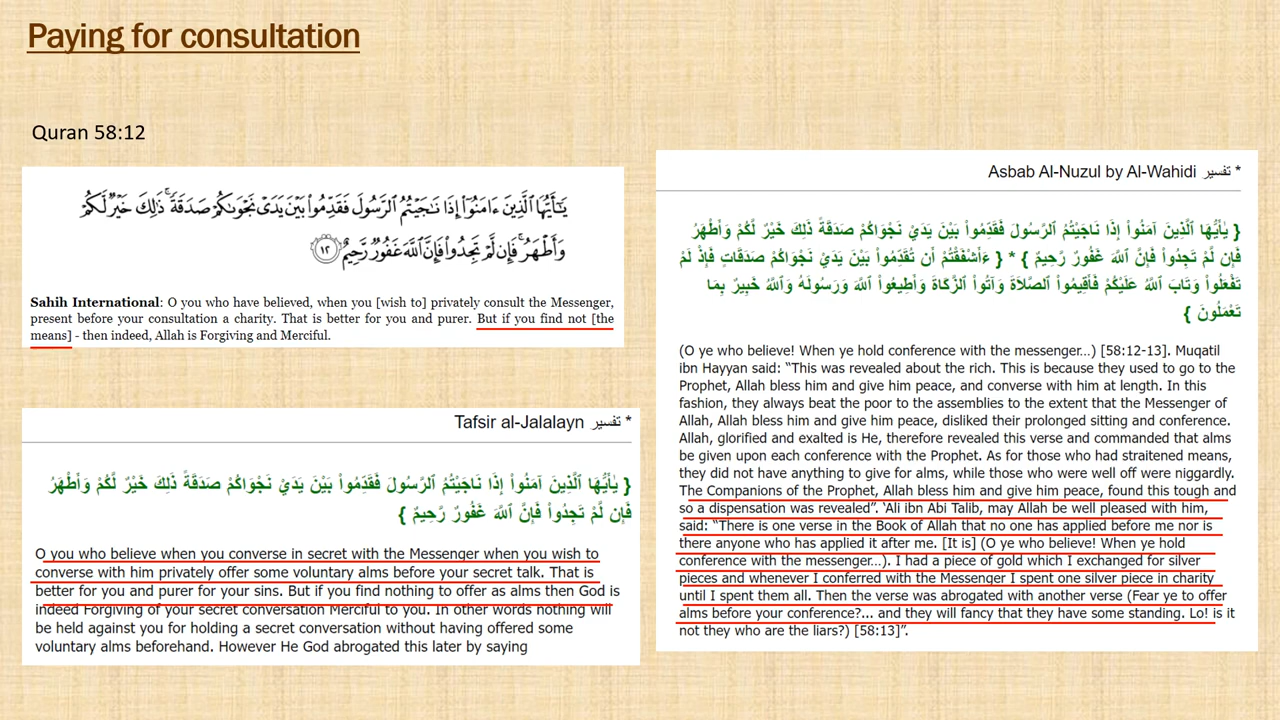 Paying for consultation
Quran 58:12
يَٰٓأَيُّهَا ٱلَّذِينَ ءَامَنُوٓا۟ إِذَا نَٰجَيْتُمُ ٱلرَّسُولَ فَقَدِّمُوا۟ بَيْنَ يَدَىْ نَجْوَىٰكُمْ صَدَقَةً ۚ ذَٰلِكَ خَيْرٌ لَّكُمْ
وَأَطْهَرُ ۚ فَإِن لَّمْ تَجِدُوا۟ فَإِنَّ ٱللَّهَ غَفُورٌ رَّحِيمٌ ١٢
Sahih International: O you who have believed, when you [wish to] privately consult the Messenger,
present before your consultation a charity. That is better for you and purer. But if you find not [the
means] - then indeed, Allah is Forgiving and Merciful.
* تفسير Tafsir al-Jalalayn
{ يٰأَيُّهَا ٱلَّذِينَ آمَنُواْ إِذَا نَاجَيْتُمُ ٱلرَّسُولَ فَقَدِّمُواْ بَيْنَ يَدَيْ نَجْوَاكُمْ صَدَقَةً ذَلِكَ خَيْرٌ لَّكُمْ وَأَطْهَرُ
فَإِن لَّمْ تَجِدُواْ فَإِنَّ ٱللَّهَ غَفُورٌ رَّحِيمٌ }
O you who believe when you converse in secret with the Messenger when you wish to
converse with him privately offer some voluntary alms before your secret talk. That is
better for you and purer for your sins. But if you find nothing to offer as alms then God is
indeed Forgiving of your secret conversation Merciful to you. In other words nothing will
be held against you for holding a secret conversation without having offered some
voluntary alms beforehand. However He God abrogated this later by saying
* تفسير Asbab Al-Nuzul by Al-Wahidi
{ يٰأَيُّهَا ٱلَّذِينَ آمَنُواْ إِذَا نَاجَيْتُمُ ٱلرَّسُولَ فَقَدِّمُواْ بَيْنَ يَدَيْ نَجْوَاكُمْ صَدَقَةً ذَلِكَ خَيْرٌ لَّكُمْ وَأَطْهَرُ
فَإِن لَّمْ تَجِدُواْ فَإِنَّ ٱللَّهَ غَفُورٌ رَّحِيمٌ } * { ءَأَشْفَقْتُمْ أَن تُقَدِّمُواْ بَيْنَ يَدَيْ نَجْوَاكُمْ صَدَقَاتٍ فَإِذْ لَمْ
تَفْعَلُواْ وَتَابَ ٱللَّهُ عَلَيْكُمْ فَأَقِيمُواْ ٱلصَّلاَةَ وَآتُواْ ٱلزَّكَاةَ وَأَطِيعُواْ ٱللَّهَ وَرَسُولَهُ وَٱللَّهُ خَبِيرٌ بِمَا
تَعْمَلُونَ }
(O ye who believe! When ye hold conference with the messenger...) [58:12-13]. Muqatil
ibn Hayyan said: “This was revealed about the rich. This is because they used to go to the
Prophet, Allah bless him and give him peace, and converse with him at length. In this
fashion, they always beat the poor to the assemblies to the extent that the Messenger of
Allah, Allah bless him and give him peace, disliked their prolonged sitting and conference.
Allah, glorified and exalted is He, therefore revealed this verse and commanded that alms
be given upon each conference with the Prophet. As for those who had straitened means,
they did not have anything to give for alms, while those who were well off were niggardly.
The Companions of the Prophet, Allah bless him and give him peace, found this tough and
so a dispensation was revealed”. ‘Ali ibn Abi Talib, may Allah be well pleased with him,
said: “There is one verse in the Book of Allah that no one has applied before me nor is
there anyone who has applied it after me. [It is] (O ye who believe! When ye hold
conference with the messenger...). I had a piece of gold which I exchanged for silver
pieces and whenever I conferred with the Messenger I spent one silver piece in charity
until I spent them all. Then the verse was abrogated with another verse (Fear ye to offer
alms before your conference?... and they will fancy that they have some standing. Lo! is it
not they who are the liars?) [58:13]”.